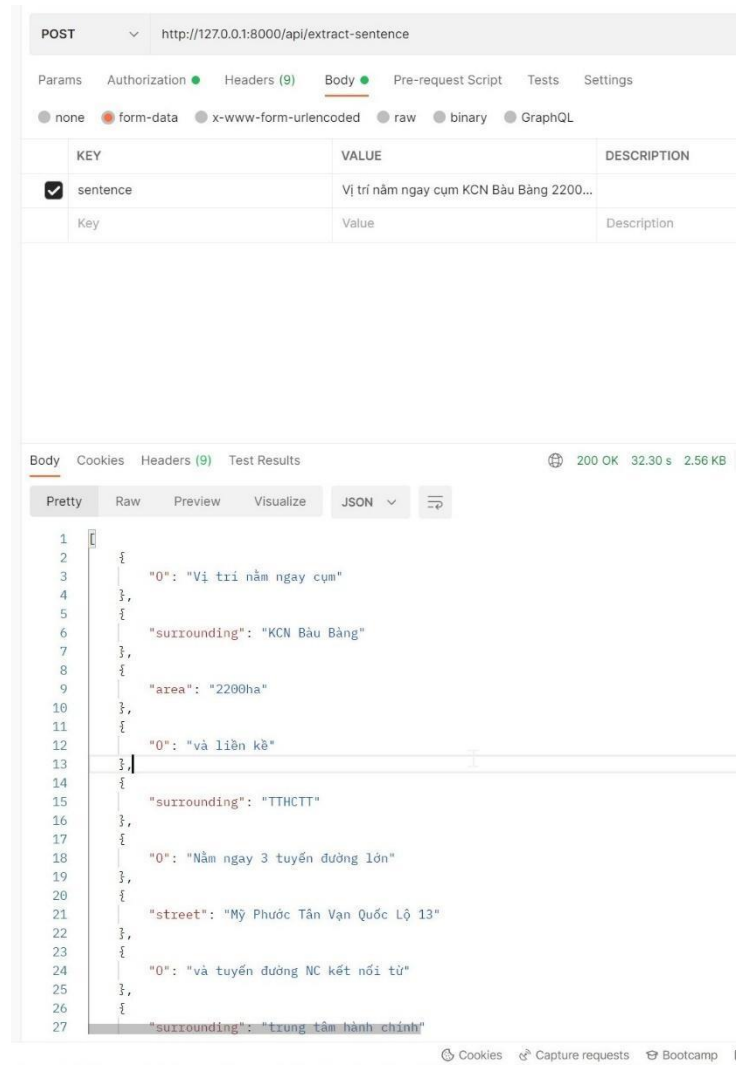 POST http://127.0.0.1:8000/api/extract-sentence
Params Authorization Headers (9) Body Pre-request Script Tests Settings
none form-data x-www-form-urlencoded raw binary GraphQL
KEY VALUE DESCRIPTION
sentence Vị trí nằm ngay cụm KCN Bàu Bàng 2200...
Key Value Description
Body Cookies Headers (9) Test Results 200 OK 32.30 s 2.56 KB
Pretty Raw Preview Visualize JSON
1 [
2 {
3 "O": "Vị trí nằm ngay cụm"
4 },
5 {
6 "surrounding": "KCN Bàu Bàng"
7 },
8 {
9 "area": "2200ha"
10 },
11 {
12 "O": "và liền kề"
13 },
14 {
15 "surrounding": "TTHCTT"
16 },
17 {
18 "O": "Nằm ngay 3 tuyến đường lớn"
19 },
20 {
21 "street": "Mỹ Phước Tân Vạn Quốc Lộ 13"
22 },
23 {
24 "O": "và tuyến đường NC kết nối từ"
25 },
26 {
27 "surrounding": "trung tâm hành chính"
Cookies Capture requests Bootcamp